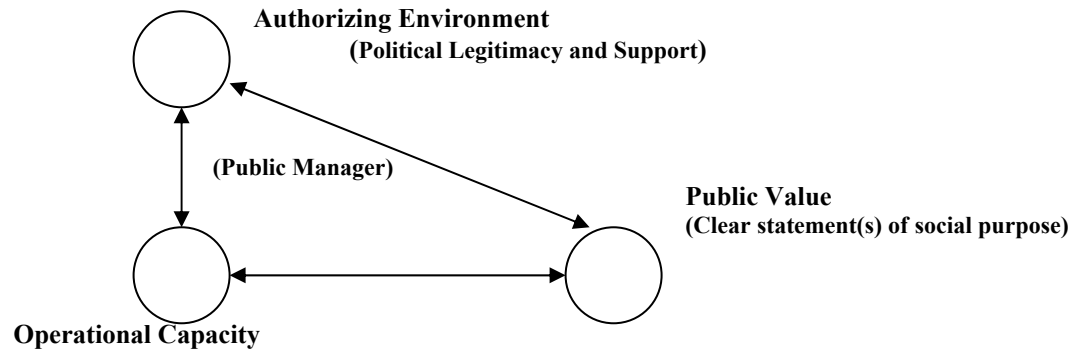 Authorizing Environment
(Political Legitimacy and Support)
(Public Manager)
Public Value
(Clear statement(s) of social purpose)
Operational Capacity